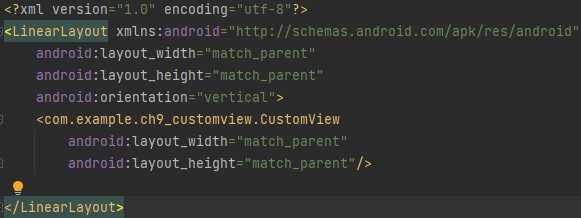 <?xml version="1.0" encoding="utf-8"?>
<LinearLayout xmlns:android="http://schemas.android.com/apk/res/android"
    android:layout_width="match_parent"
    android:layout_height="match_parent"
    android:orientation="vertical">
    <com.example.ch9_customview.CustomView
        android:layout_width="match_parent"
        android:layout_height="match_parent"/>
</LinearLayout>